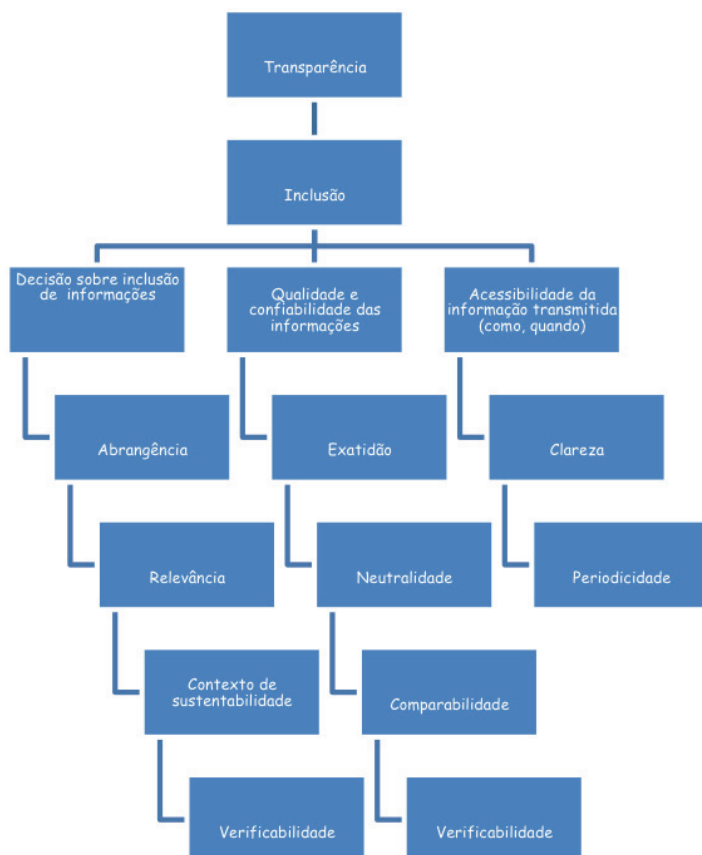 Transparência
Inclusão
Decisão sobre inclusão
de informações
Qualidade e
confiabilidade das
informações
Acessibilidade da
informação transmitida
(como, quando)
Abrangência
Exatidão
Clareza
Relevância
Neutralidade
Periodicidade
Contexto de
sustentabilidade
Comparabilidade
Verificabilidade
Verificabilidade